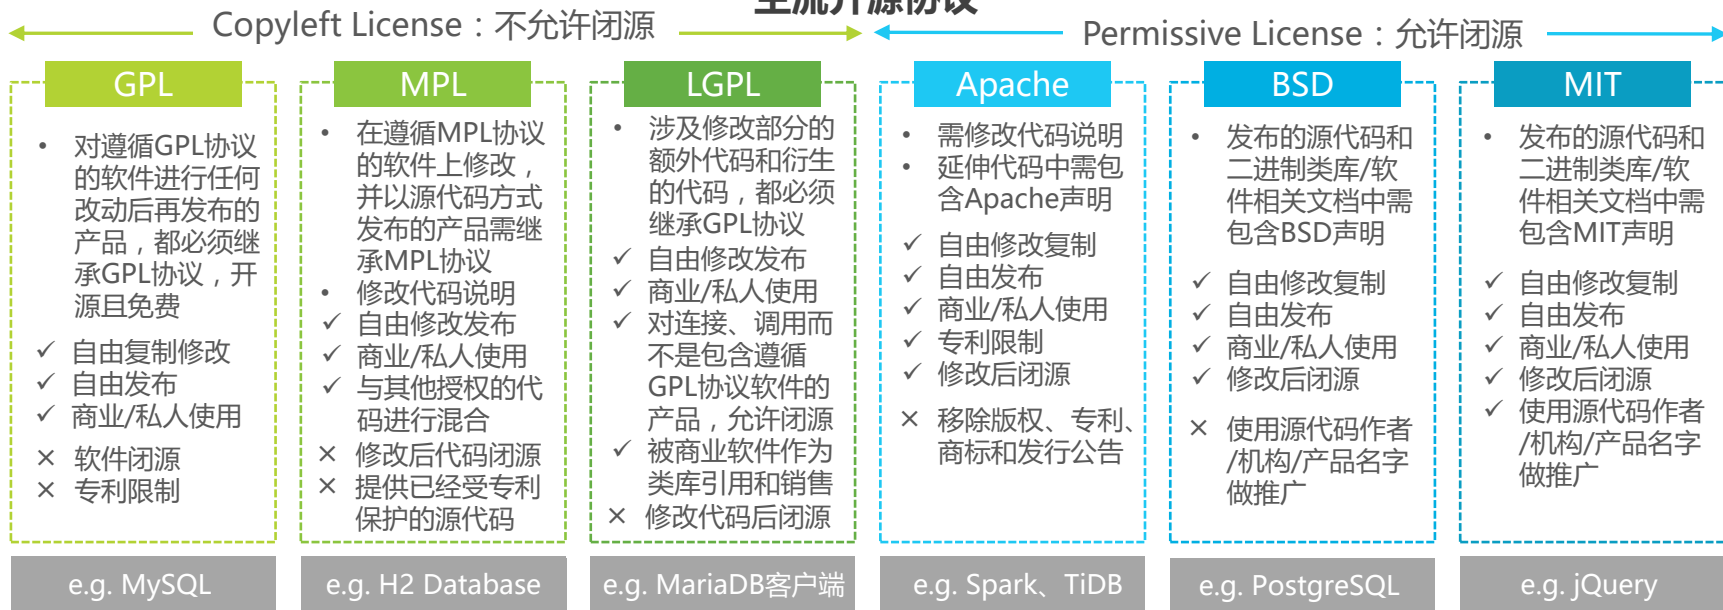 主流开源协议
Copyleft License：不允许闭源
Permissive License：允许闭源
GPL
• 对遵循GPL协议
的软件进行任何
改动后再发布的
产品，都必须继
承GPL协议，开
源且免费
✓ 自由复制修改
✓ 自由发布
✓ 商业/私人使用
× 软件闭源
× 专利限制
e.g. MySQL
MPL
• 在遵循MPL协议
的软件上修改，
并以源代码方式
发布的产品需继
承MPL协议
• 修改代码说明
✓ 自由修改发布
✓ 商业/私人使用
✓ 与其他授权的代
码进行混合
× 修改后代码闭源
× 提供已经受专利
保护的源代码
e.g. H2 Database
LGPL
• 涉及修改部分的
额外代码和衍生
的代码，都必须
继承GPL协议
✓ 自由修改发布
✓ 商业/私人使用
✓ 对连接、调用而
不是包含遵循
GPL协议软件的
产品，允许闭源
✓ 被商业软件作为
类库引用和销售
× 修改代码后闭源
e.g. MariaDB客户端
Apache
• 需修改代码说明
• 延伸代码中需包
含Apache声明
✓ 自由修改复制
✓ 自由发布
✓ 商业/私人使用
✓ 专利限制
✓ 修改后闭源
× 移除版权、专利、
商标和发行公告
e.g. Spark、TiDB
BSD
• 发布的源代码和
二进制类库/软
件相关文档中需
包含BSD声明
✓ 自由修改复制
✓ 自由发布
✓ 商业/私人使用
✓ 修改后闭源
× 使用源代码作者
/机构/产品名字
做推广
e.g. PostgreSQL
MIT
• 发布的源代码和
二进制类库/软
件相关文档中需
包含MIT声明
✓ 自由修改复制
✓ 自由发布
✓ 商业/私人使用
✓ 修改后闭源
✓ 使用源代码作者
/机构/产品名字
做推广
e.g. jQuery